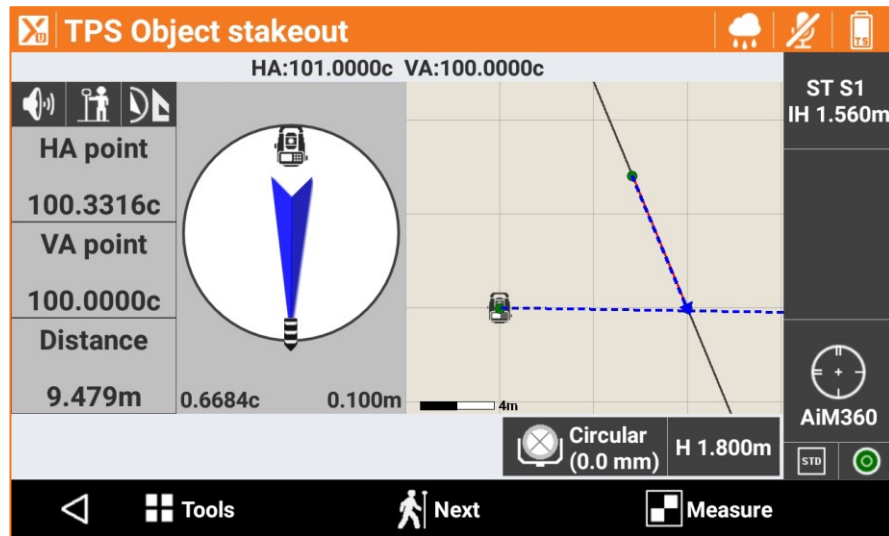 TPS Object stakeout
TS
HA:101.0000c VA:100.0000c
ST S1
IH 1.560m
HA point
100.3316c
VA point
100.0000c
Distance
9.479m
0.6684c
0.100m
4m
AiM360
Circular
(0.0 mm)
H 1.800m
STD
Tools
Next
Measure